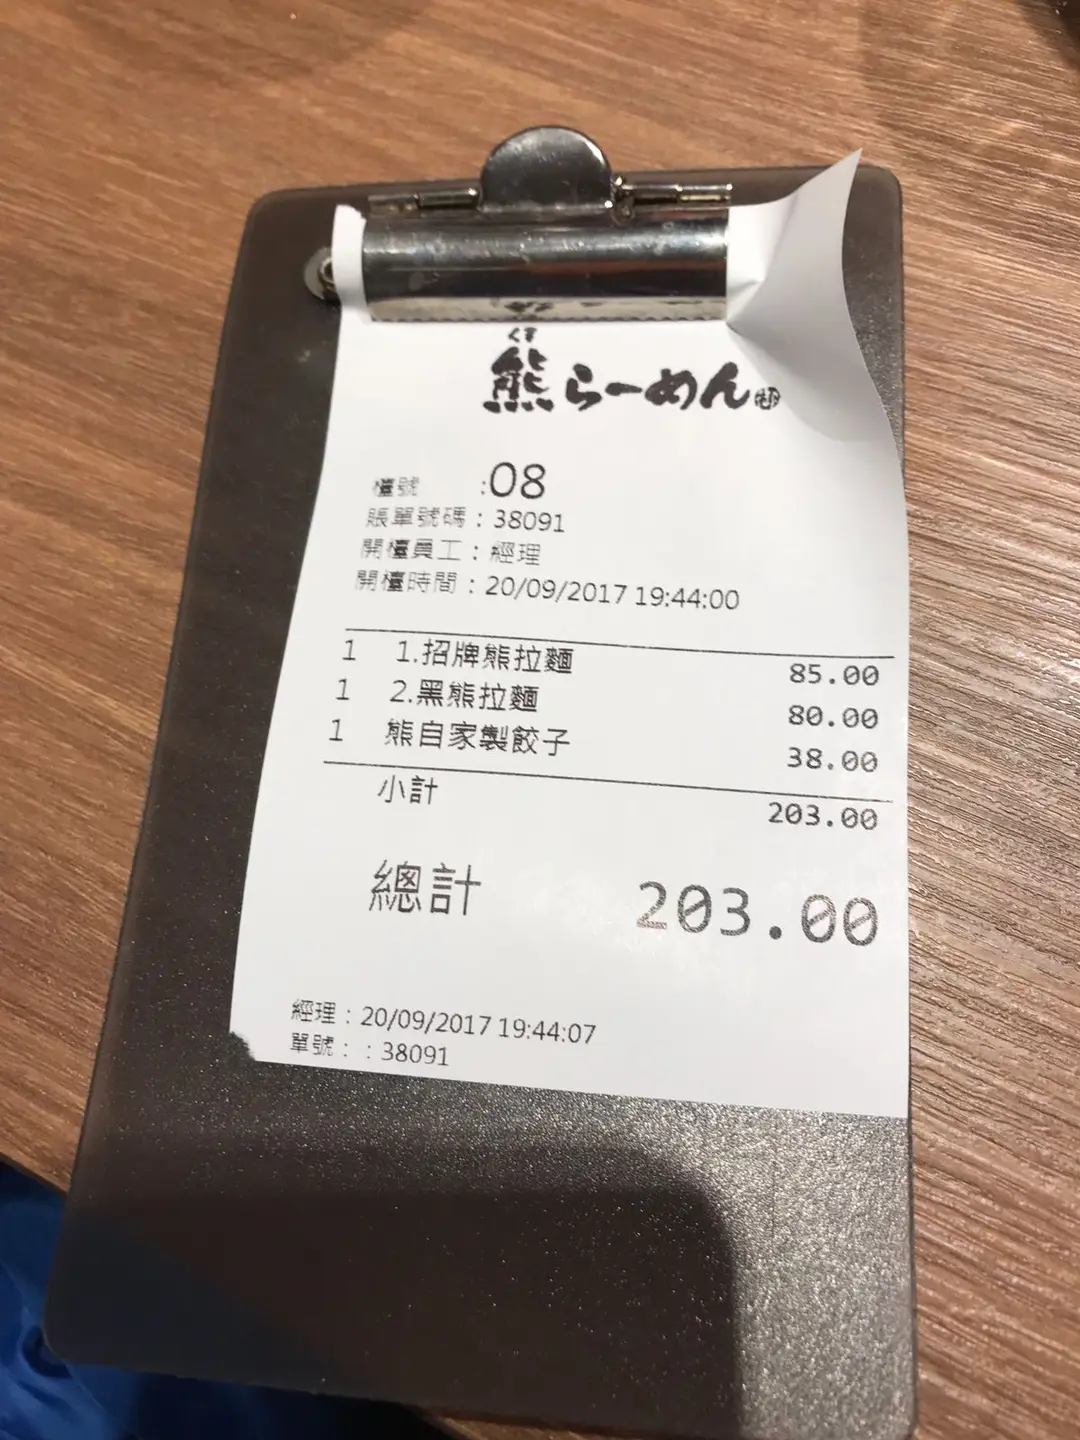 くま
熊らーめん
檯號 :08
賬單號碼：38091
開檯員工：經理
開檯時間：20/09/2017 19:44:00
1 1.招牌熊拉麵 85.00
1 2.黑熊拉麵 80.00
1 熊自家製餃子 38.00
小計 203.00
總計 203.00
經理：20/09/2017 19:44:07
單號：：38091